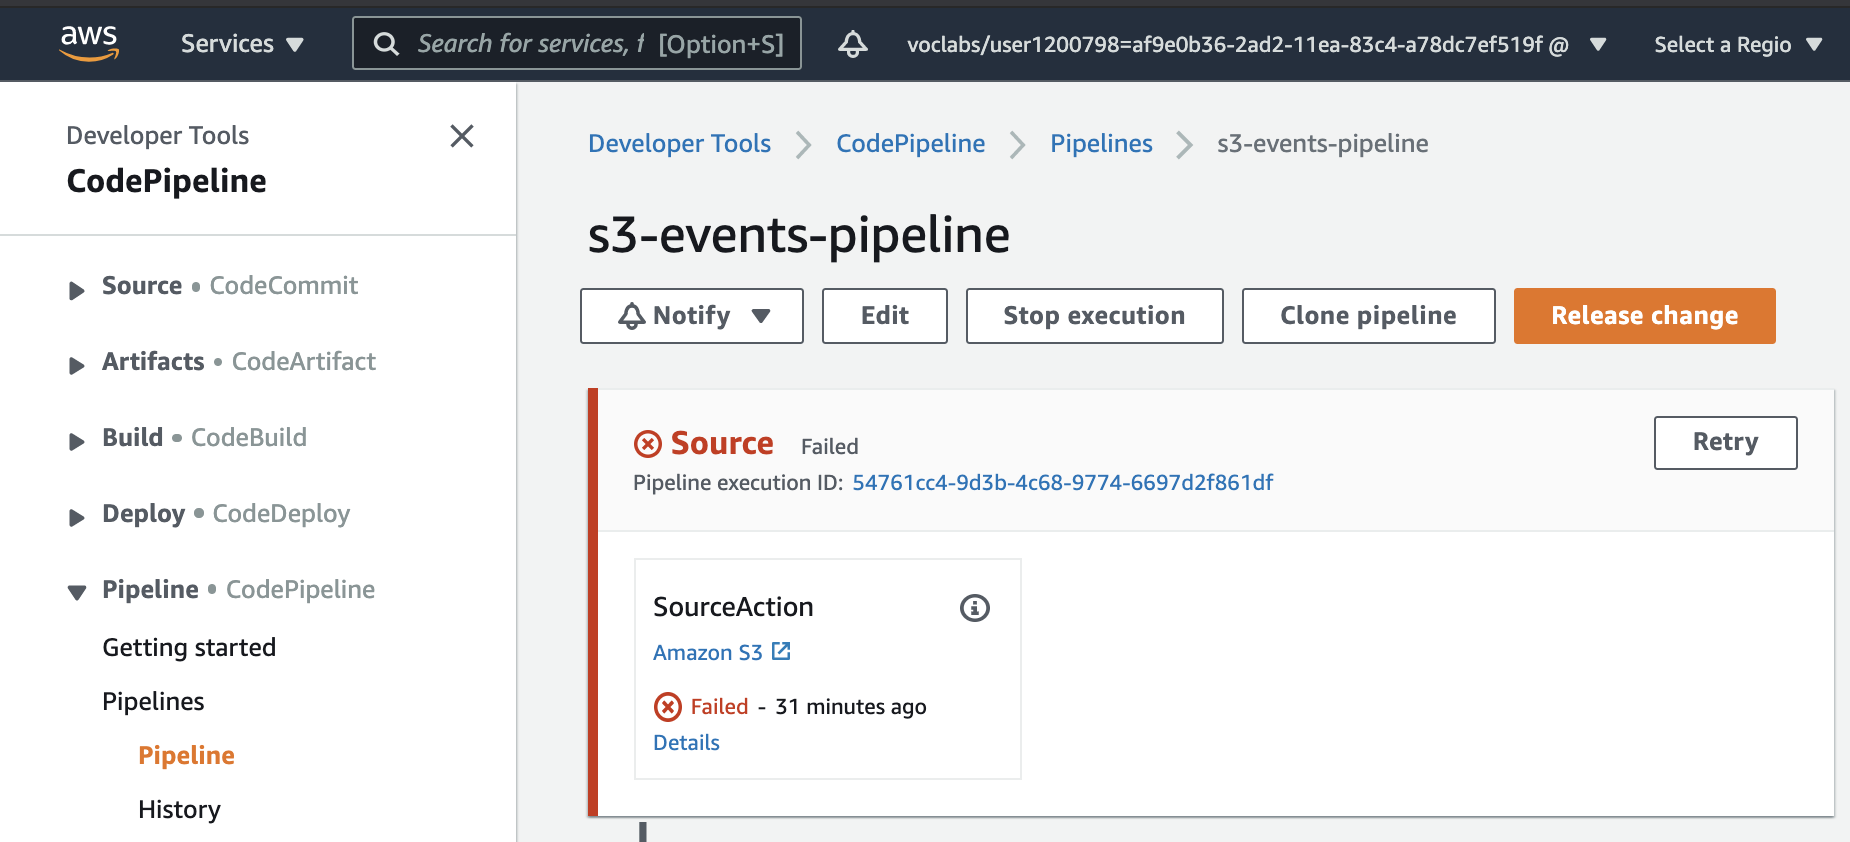 aws Services Search for services, f [Option+S] voclabs/user1200798=af9e0b36-2ad2-11ea-83c4-a78dc7ef519f @ Select a Regio
Developer Tools
CodePipeline
Source • CodeCommit
Artifacts • CodeArtifact
Build • CodeBuild
Deploy • CodeDeploy
Pipeline • CodePipeline
Getting started
Pipelines
Pipeline
History
Developer Tools > CodePipeline > Pipelines > s3-events-pipeline
s3-events-pipeline
Notify Edit Stop execution Clone pipeline Release change
Source Failed Retry
Pipeline execution ID: 54761cc4-9d3b-4c68-9774-6697d2f861df
SourceAction
Amazon S3
Failed - 31 minutes ago
Details